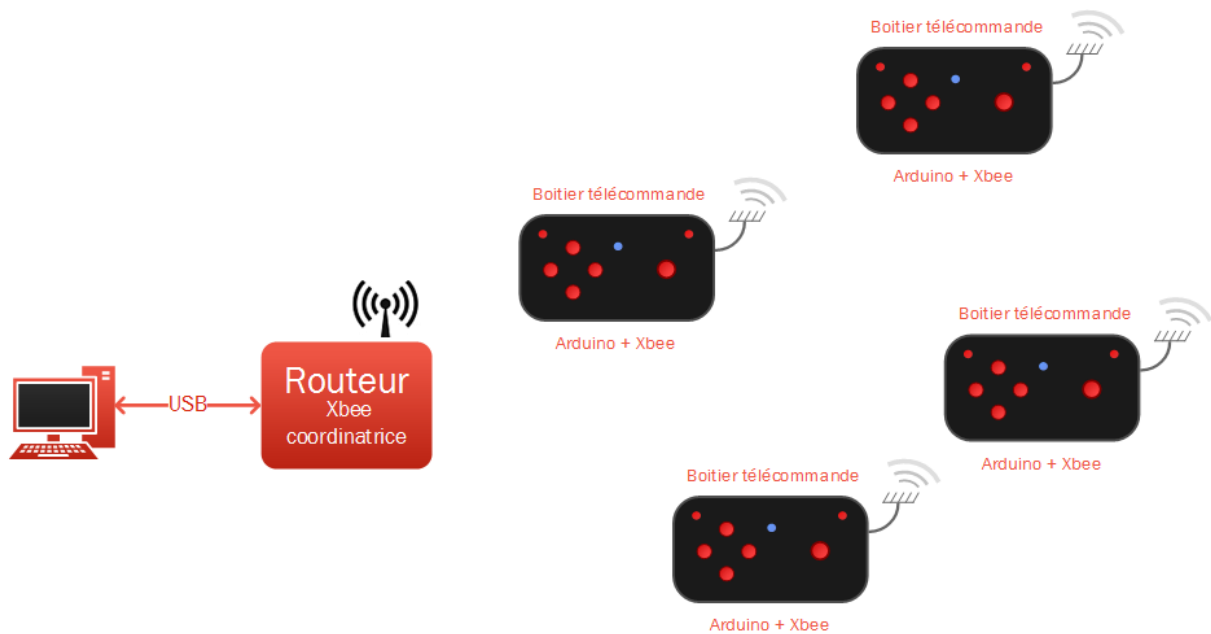 Boitier télécommande
Arduino + Xbee
Boitier télécommande
Arduino + Xbee
Boitier télécommande
Arduino + Xbee
USB
Routeur
Xbee
coordinatrice
Boitier télécommande
Arduino + Xbee